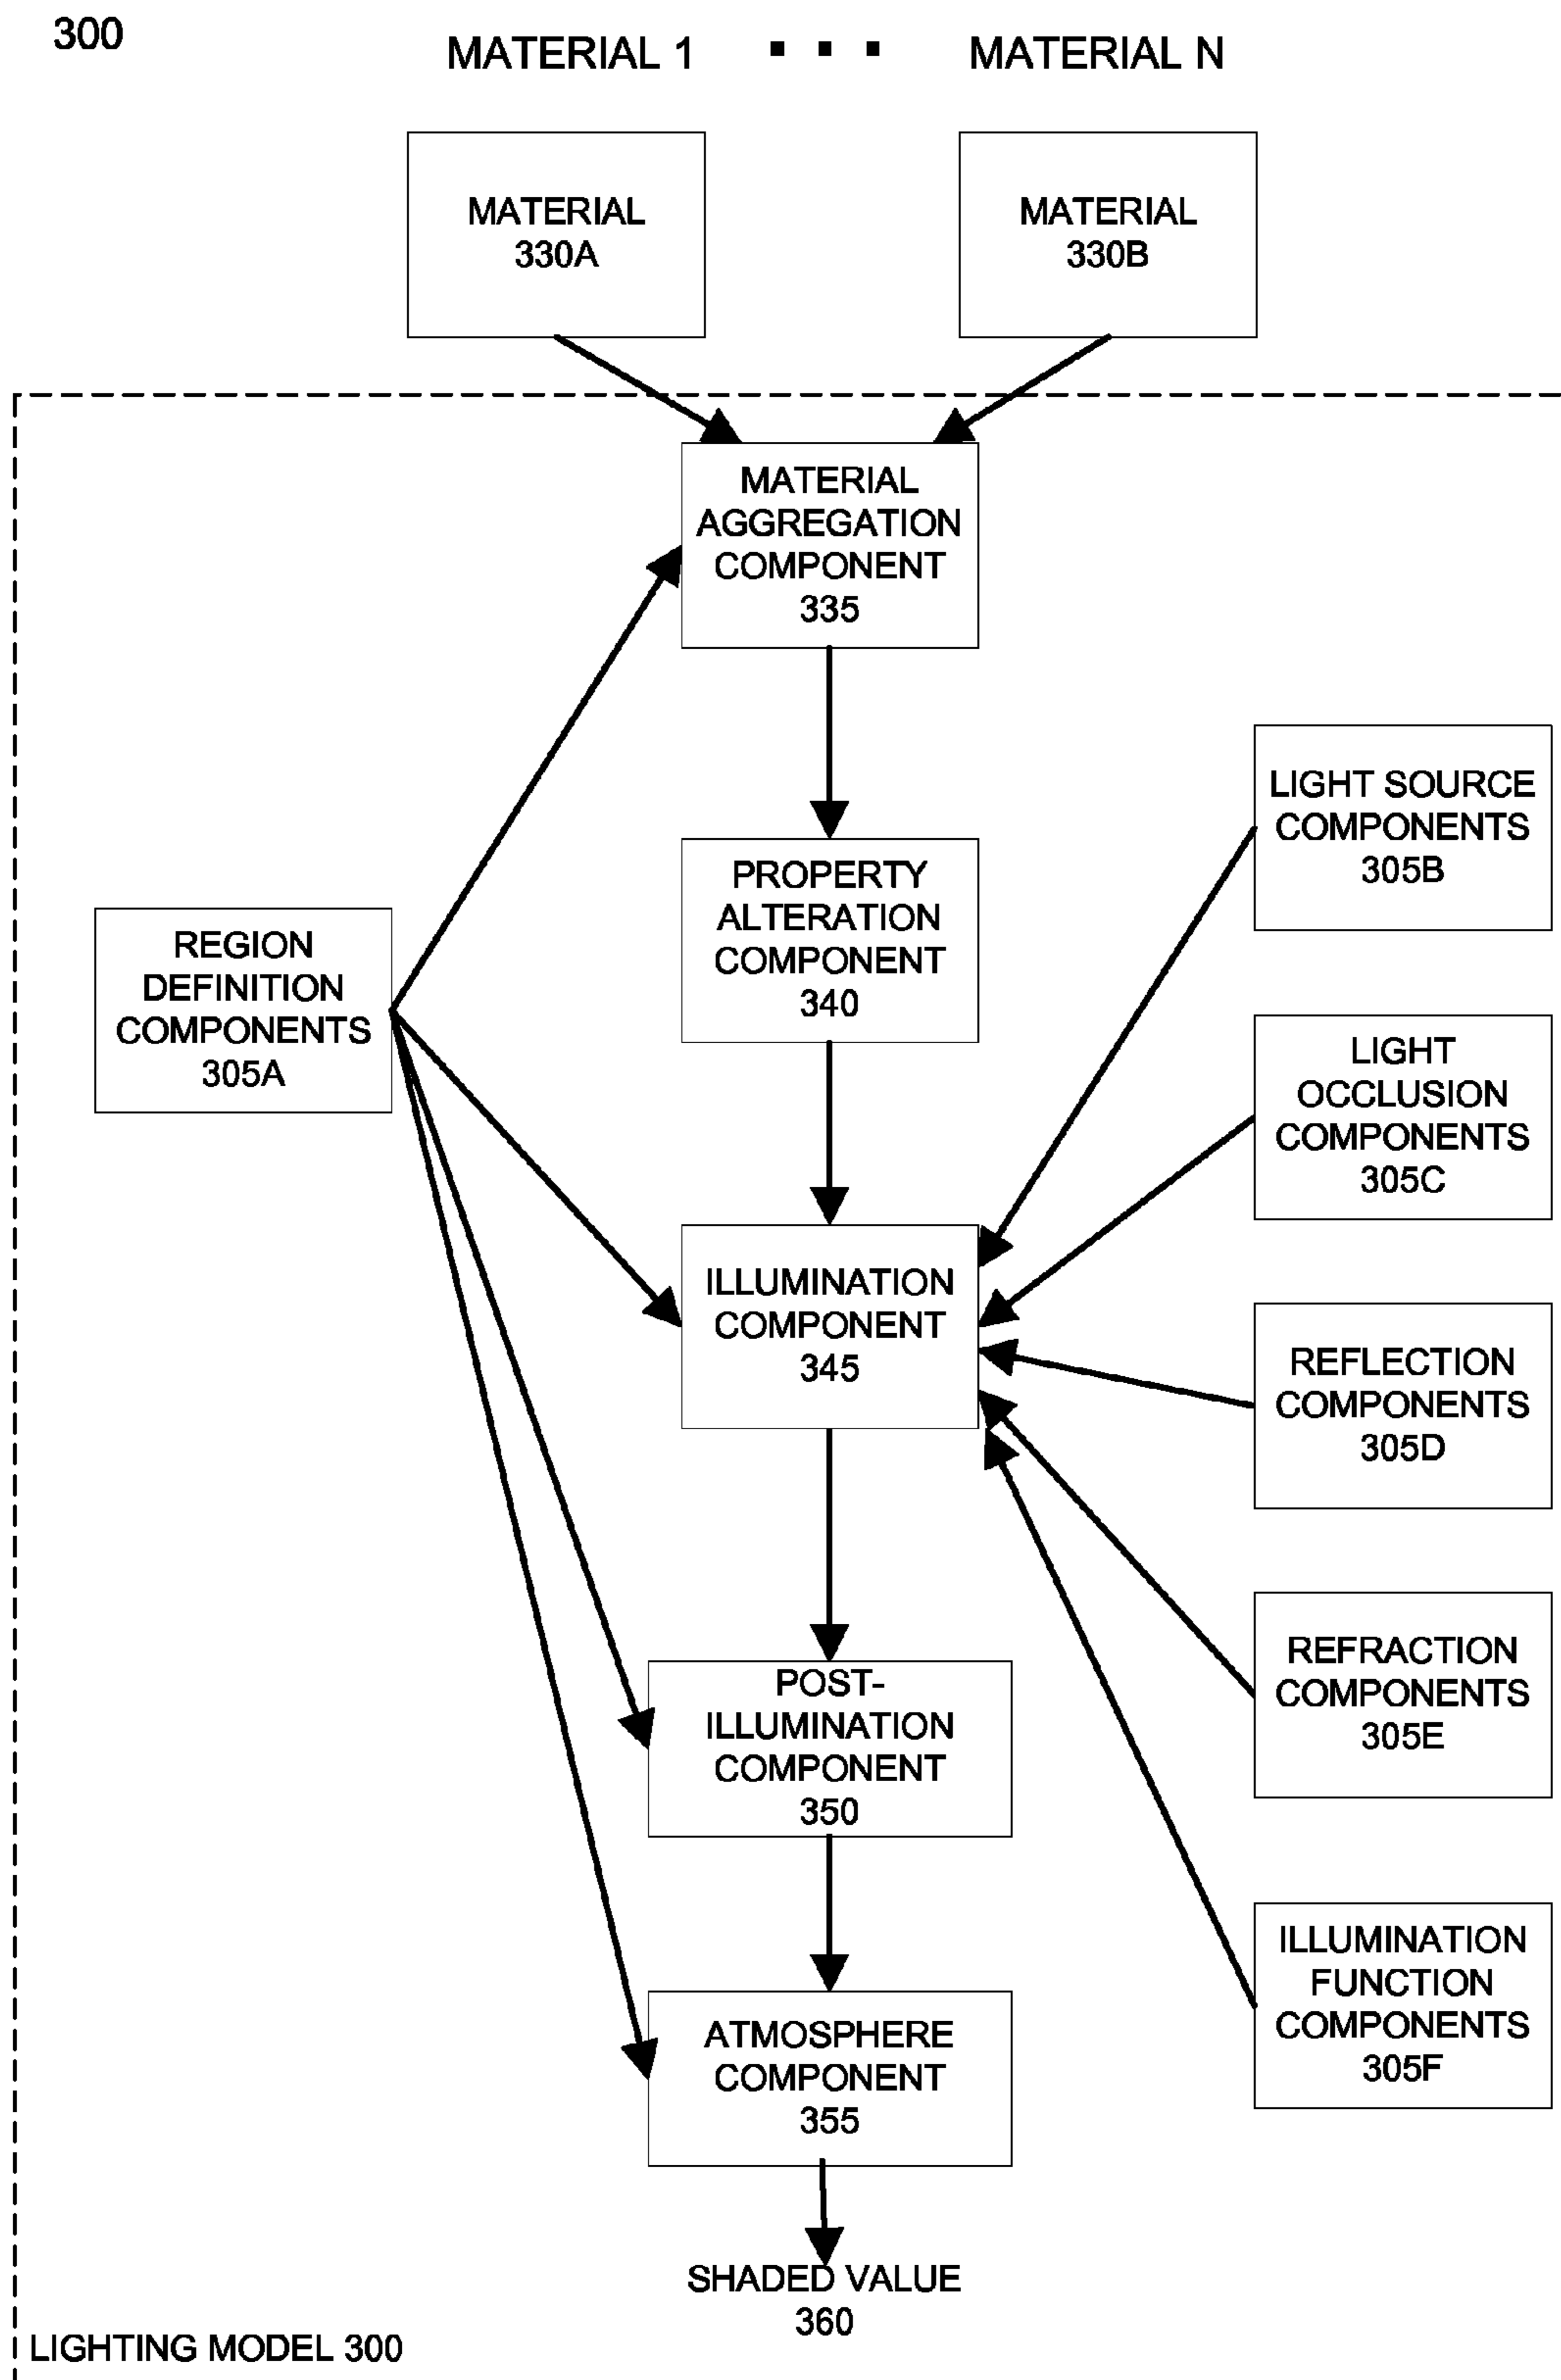 300
MATERIAL 1 ▪ ▪ ▪ MATERIAL N
MATERIAL
330A
MATERIAL
330B
MATERIAL
AGGREGATION
COMPONENT
335
LIGHT SOURCE
COMPONENTS
305B
PROPERTY
ALTERATION
COMPONENT
340
REGION
DEFINITION
COMPONENTS
305A
LIGHT
OCCLUSION
COMPONENTS
305C
ILLUMINATION
COMPONENT
345
REFLECTION
COMPONENTS
305D
REFRACTION
COMPONENTS
305E
POST-
ILLUMINATION
COMPONENT
350
ILLUMINATION
FUNCTION
COMPONENTS
305F
ATMOSPHERE
COMPONENT
355
SHADED VALUE
360
LIGHTING MODEL 300